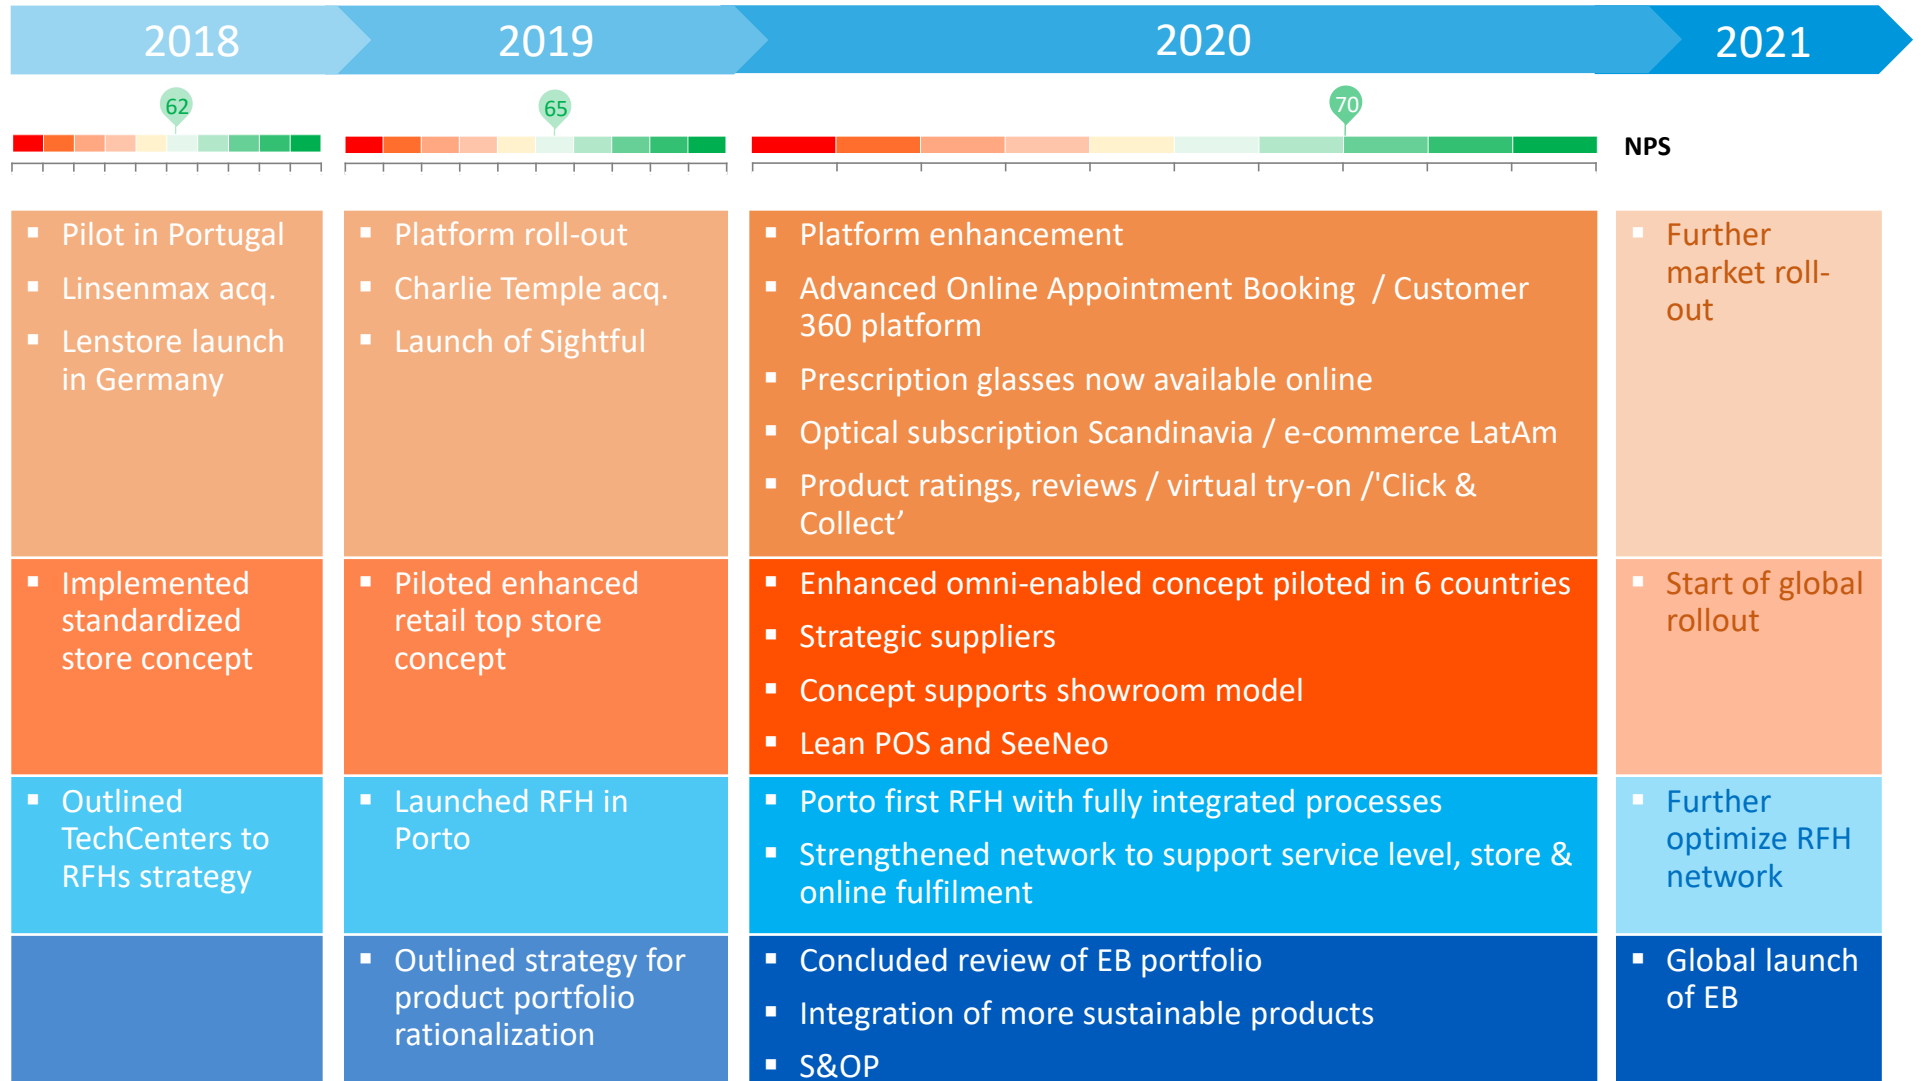 2018
2019
2020
2021
62
65
70
NPS
▪ Pilot in Portugal
▪ Linsenmax acq.
▪ Lenstore launch
in Germany
▪ Platform roll-out
▪ Charlie Temple acq.
▪ Launch of Sightful
▪ Platform enhancement
▪ Advanced Online Appointment Booking / Customer
360 platform
▪ Prescription glasses now available online
▪ Optical subscription Scandinavia / e-commerce LatAm
▪ Product ratings, reviews / virtual try-on /'Click &
Collect’
▪ Further
market roll-
out
▪ Implemented
standardized
store concept
▪ Piloted enhanced
retail top store
concept
▪ Enhanced omni-enabled concept piloted in 6 countries
▪ Strategic suppliers
▪ Concept supports showroom model
▪ Lean POS and SeeNeo
▪ Start of global
rollout
▪ Outlined
TechCenters to
RFHs strategy
▪ Launched RFH in
Porto
▪ Porto first RFH with fully integrated processes
▪ Strengthened network to support service level, store &
online fulfilment
▪ Further
optimize RFH
network
▪ Outlined strategy for
product portfolio
rationalization
▪ Concluded review of EB portfolio
▪ Integration of more sustainable products
▪ S&OP
▪ Global launch
of EB